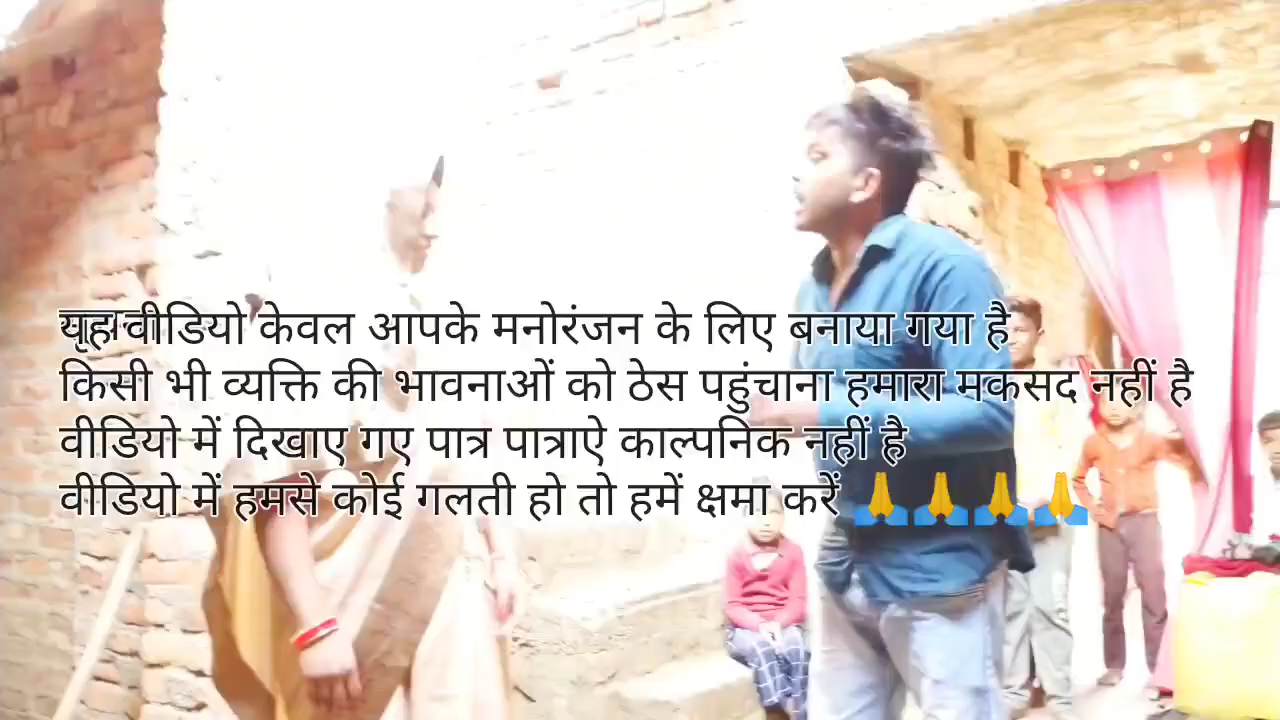 यह वीडियो केवल आपके मनोरंजन के लिए बनाया गया है
किसी भी व्यक्ति की भावनाओं को ठेस पहुंचाना हमारा मकसद नहीं है
वीडियो में दिखाए गए पात्र पात्राऐ काल्पनिक नहीं है
वीडियो में हमसे कोई गलती हो तो हमें क्षमा करें 🙏🙏🙏🙏